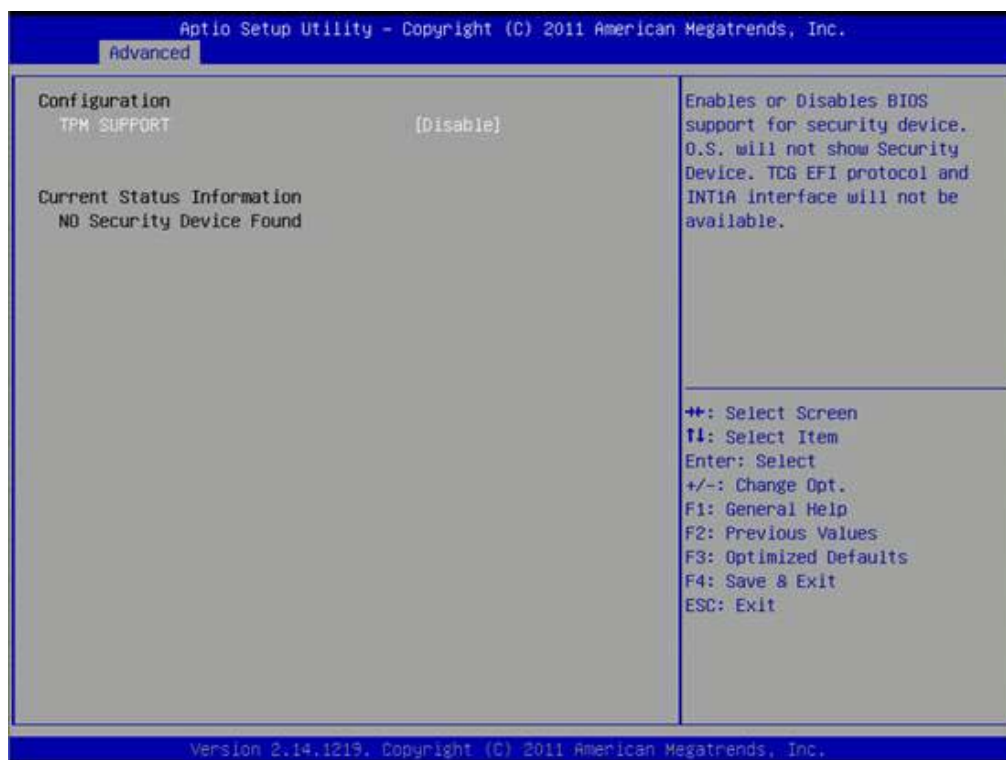 Aptio Setup Utility – Copyright (C) 2011 American Megatrends, Inc.
Advanced
Configuration
TPM SUPPORT [Disable]
Current Status Information
NO Security Device Found
Enables or Disables BIOS
support for security device.
O.S. will not show Security
Device. TCG EFI protocol and
INT1A interface will not be
available.
→←: Select Screen
↑↓: Select Item
Enter: Select
+/-: Change Opt.
F1: General Help
F2: Previous Values
F3: Optimized Defaults
F4: Save & Exit
ESC: Exit
Version 2.14.1219. Copyright (C) 2011 American Megatrends, Inc.